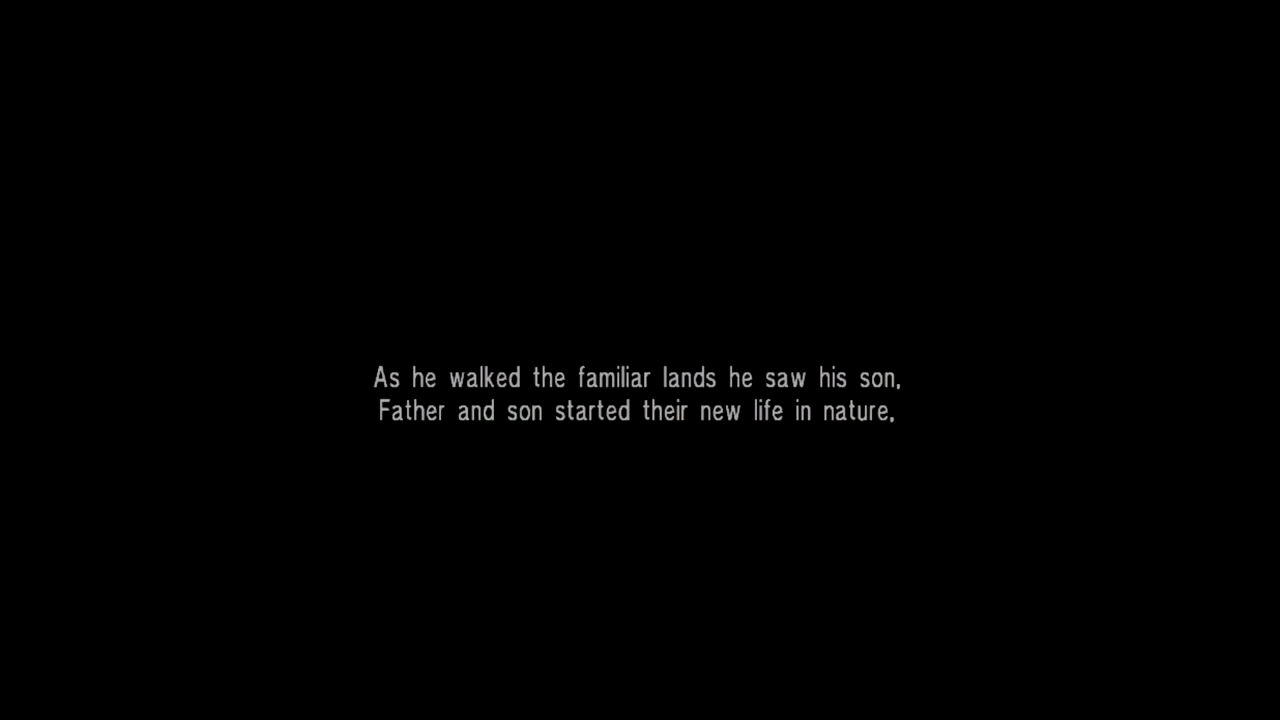 As he walked the familiar lands he saw his son,
Father and son started their new life in nature,